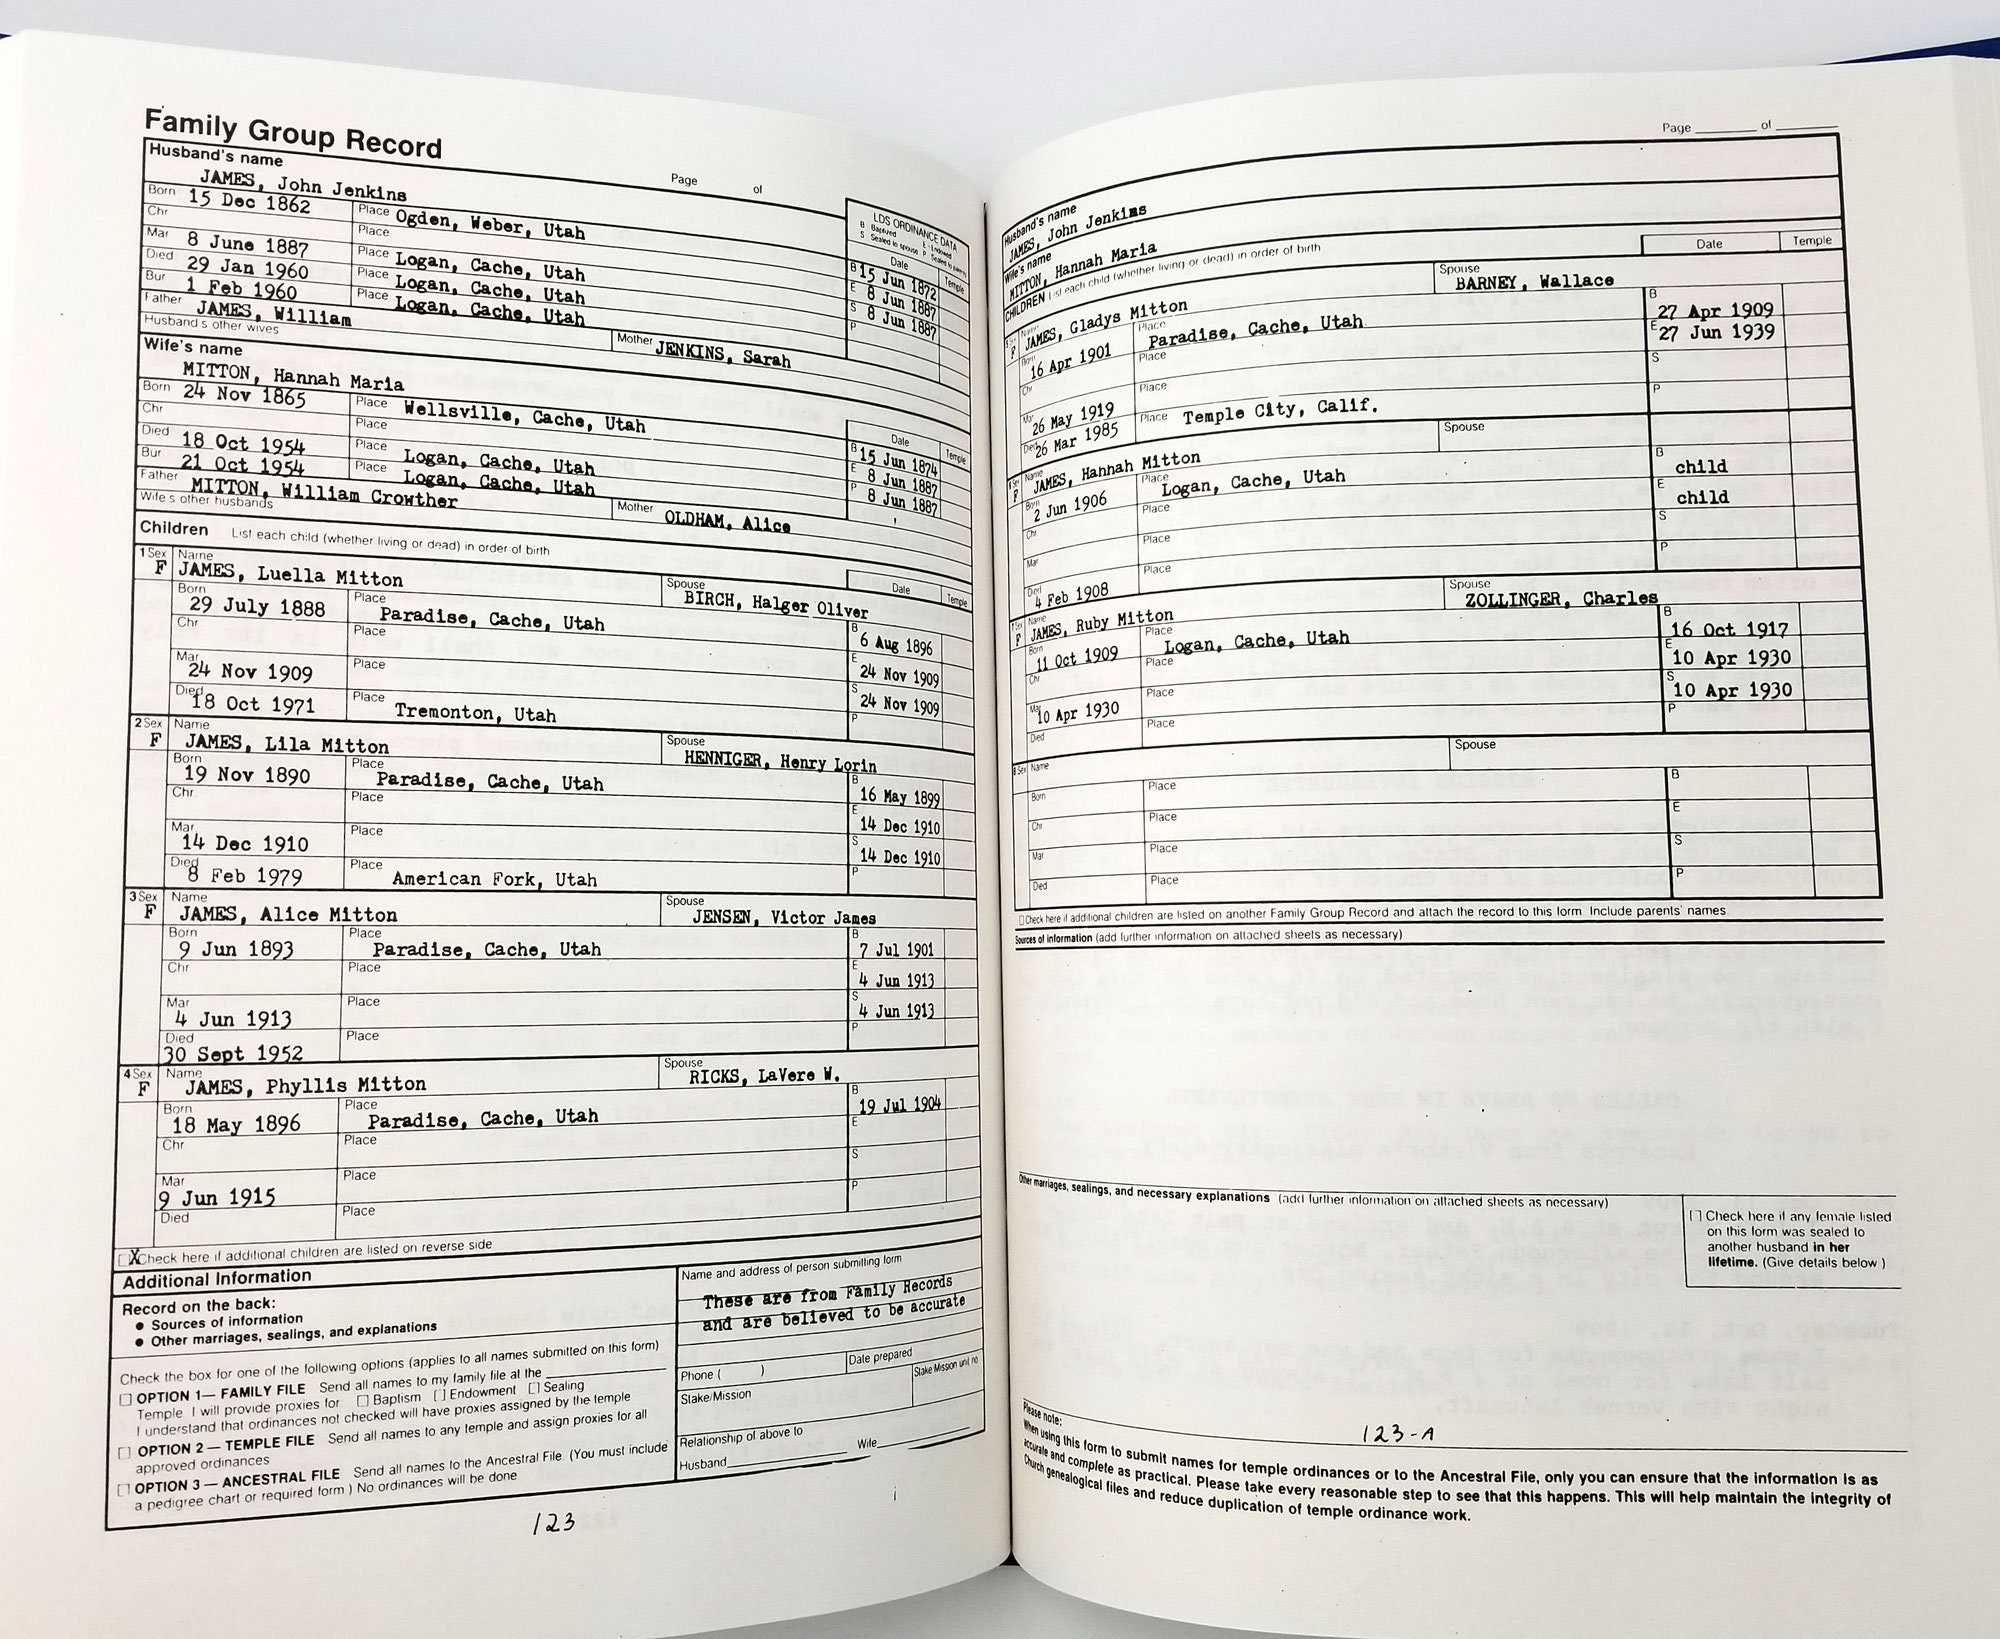 Family Group Record
Page of
Husband's name
JAMES, John Jenkins
LDS ORDINANCE DATA
B Baptized E Endowed
S Sealed to spouse P Sealed to parents
Date Temple
Born 15 Dec 1862 Place Ogden, Weber, Utah
Chr Place
B 15 Jun 1872
Mar 8 June 1887 Place Logan, Cache, Utah
E 8 Jun 1887
Died 29 Jan 1960 Place Logan, Cache, Utah
S 8 Jun 1887
Bur 1 Feb 1960 Place Logan, Cache, Utah
P
Father JAMES, William Mother JENKINS, Sarah
Husband's other wives
Wife's name
MITTON, Hannah Maria
Date Temple
Born 24 Nov 1865 Place Wellsville, Cache, Utah
Chr Place
B 15 Jun 1874
Died 18 Oct 1954 Place Logan, Cache, Utah
E 8 Jun 1887
Bur 21 Oct 1954 Place Logan, Cache, Utah
P 8 Jun 1887
Father MITTON, William Crowther Mother OLDHAM, Alice
Wife's other husbands
Children List each child (whether living or dead) in order of birth
Date Temple
1 Sex F Name JAMES, Luella Mitton Spouse BIRCH, Halger Oliver
Born 29 July 1888 Place Paradise, Cache, Utah B 6 Aug 1896
Chr Place E 24 Nov 1909
Mar 24 Nov 1909 Place S 24 Nov 1909
Died 18 Oct 1971 Place Tremonton, Utah P
2 Sex F Name JAMES, Lila Mitton Spouse HENNIGER, Henry Lorin
Born 19 Nov 1890 Place Paradise, Cache, Utah B 16 May 1899
Chr Place E 14 Dec 1910
Mar 14 Dec 1910 Place S 14 Dec 1910
Died 8 Feb 1979 Place American Fork, Utah P
3 Sex F Name JAMES, Alice Mitton Spouse JENSEN, Victor James
Born 9 Jun 1893 Place Paradise, Cache, Utah B 7 Jul 1901
Chr Place E 4 Jun 1913
Mar 4 Jun 1913 Place S 4 Jun 1913
Died 30 Sept 1952 Place P
4 Sex F Name JAMES, Phyllis Mitton Spouse RICKS, LaVere W.
Born 18 May 1896 Place Paradise, Cache, Utah B 19 Jul 1904
Chr Place E
Mar 9 Jun 1915 Place S
Died Place P
X Check here if additional children are listed on reverse side
Additional Information
Record on the back:
• Sources of information
• Other marriages, sealings, and explanations
Check the box for one of the following options (applies to all names submitted on this form)
OPTION 1— FAMILY FILE Send all names to my family file at the
Temple I will provide proxies for Baptism Endowment Sealing
I understand that ordinances not checked will have proxies assigned by the temple
OPTION 2 — TEMPLE FILE Send all names to any temple and assign proxies for all
approved ordinances
OPTION 3 — ANCESTRAL FILE Send all names to the Ancestral File (You must include
a pedigree chart or required form) No ordinances will be done
Name and address of person submitting form
These are from Family Records
and are believed to be accurate
Phone ( ) Date prepared
Stake/Mission Stake/Mission unit no
Relationship of above to
Husband Wife
123
Page of
Husband's name
JAMES, John Jenkins
Wife's name
MITTON, Hannah Maria
CHILDREN List each child (whether living or dead) in order of birth
Date Temple
5 Sex F Name JAMES, Gladys Mitton Spouse BARNEY, Wallace
Born 16 Apr 1901 Place Paradise, Cache, Utah B 27 Apr 1909
Chr Place E 27 Jun 1939
Mar 26 May 1919 Place S
Died 26 Mar 1985 Place Temple City, Calif. P
6 Sex F Name JAMES, Hannah Mitton Spouse
Born 2 Jun 1906 Place Logan, Cache, Utah B child
Chr Place E child
Mar Place S
Died 4 Feb 1908 Place P
7 Sex F Name JAMES, Ruby Mitton Spouse ZOLLINGER, Charles
Born 11 Oct 1909 Place Logan, Cache, Utah B 16 Oct 1917
Chr Place E 10 Apr 1930
Mar 10 Apr 1930 Place S 10 Apr 1930
Died Place P
8 Sex Name Spouse
Born Place B
Chr Place E
Mar Place S
Died Place P
Check here if additional children are listed on another Family Group Record and attach the record to this form Include parents' names
Sources of information (add further information on attached sheets as necessary)
Other marriages, sealings, and necessary explanations (add further information on attached sheets as necessary)
Check here if any female listed
on this form was sealed to
another husband in her
lifetime. (Give details below)
123-A
Please note:
When using this form to submit names for temple ordinances or to the Ancestral File, only you can ensure that the information is as
accurate and complete as practical. Please take every reasonable step to see that this happens. This will help maintain the integrity of
Church genealogical files and reduce duplication of temple ordinance work.